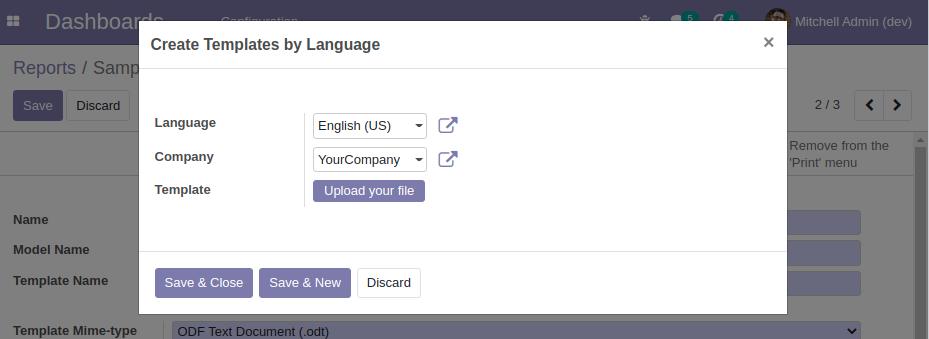 Dashboards Configuration 5 4 Mitchell Admin (dev)
Create Templates by Language ×
Reports / Samp
Save Discard 2 / 3
Language English (US)
Company YourCompany
Template Upload your file
Remove from the
'Print' menu
Name
Model Name
Template Name
Save & Close Save & New Discard
Template Mime-type ODF Text Document (.odt)